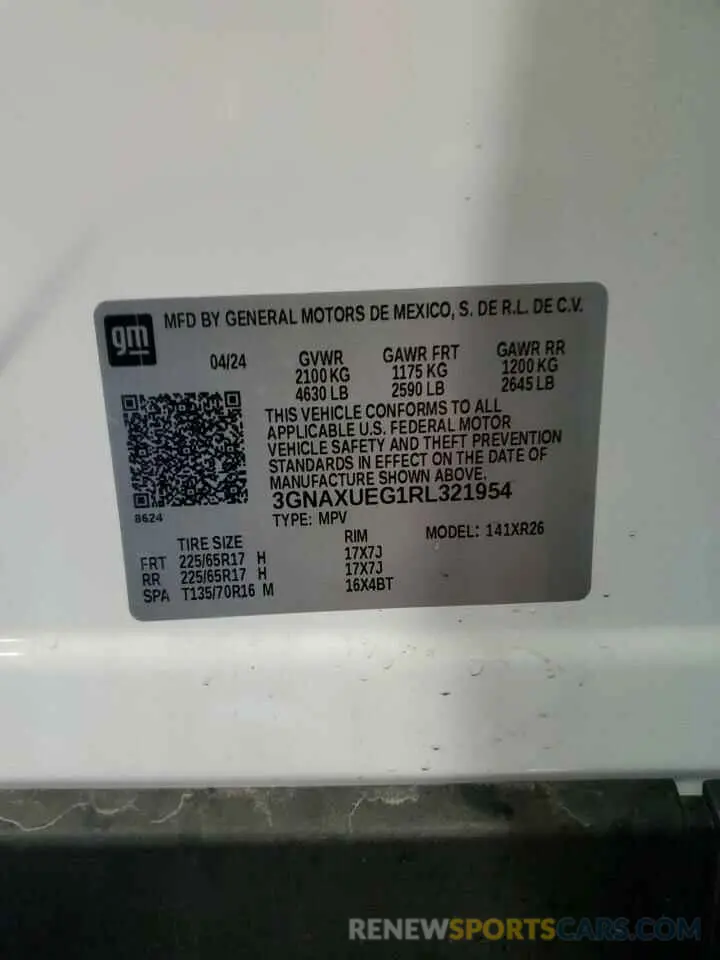 gm
MFD BY GENERAL MOTORS DE MEXICO, S. DE R.L. DE C.V.
04/24 GVWR GAWR FRT GAWR RR
2100 KG 1175 KG 1200 KG
4630 LB 2590 LB 2645 LB
THIS VEHICLE CONFORMS TO ALL
APPLICABLE U.S. FEDERAL MOTOR
VEHICLE SAFETY AND THEFT PREVENTION
STANDARDS IN EFFECT ON THE DATE OF
MANUFACTURE SHOWN ABOVE.
3GNAXUEG1RL321954
8624
TYPE: MPV MODEL: 141XR26
TIRE SIZE RIM
FRT 225/65R17 H 17X7J
RR 225/65R17 H 17X7J
SPA T135/70R16 M 16X4BT
RENEWSPORTSCARS.COM